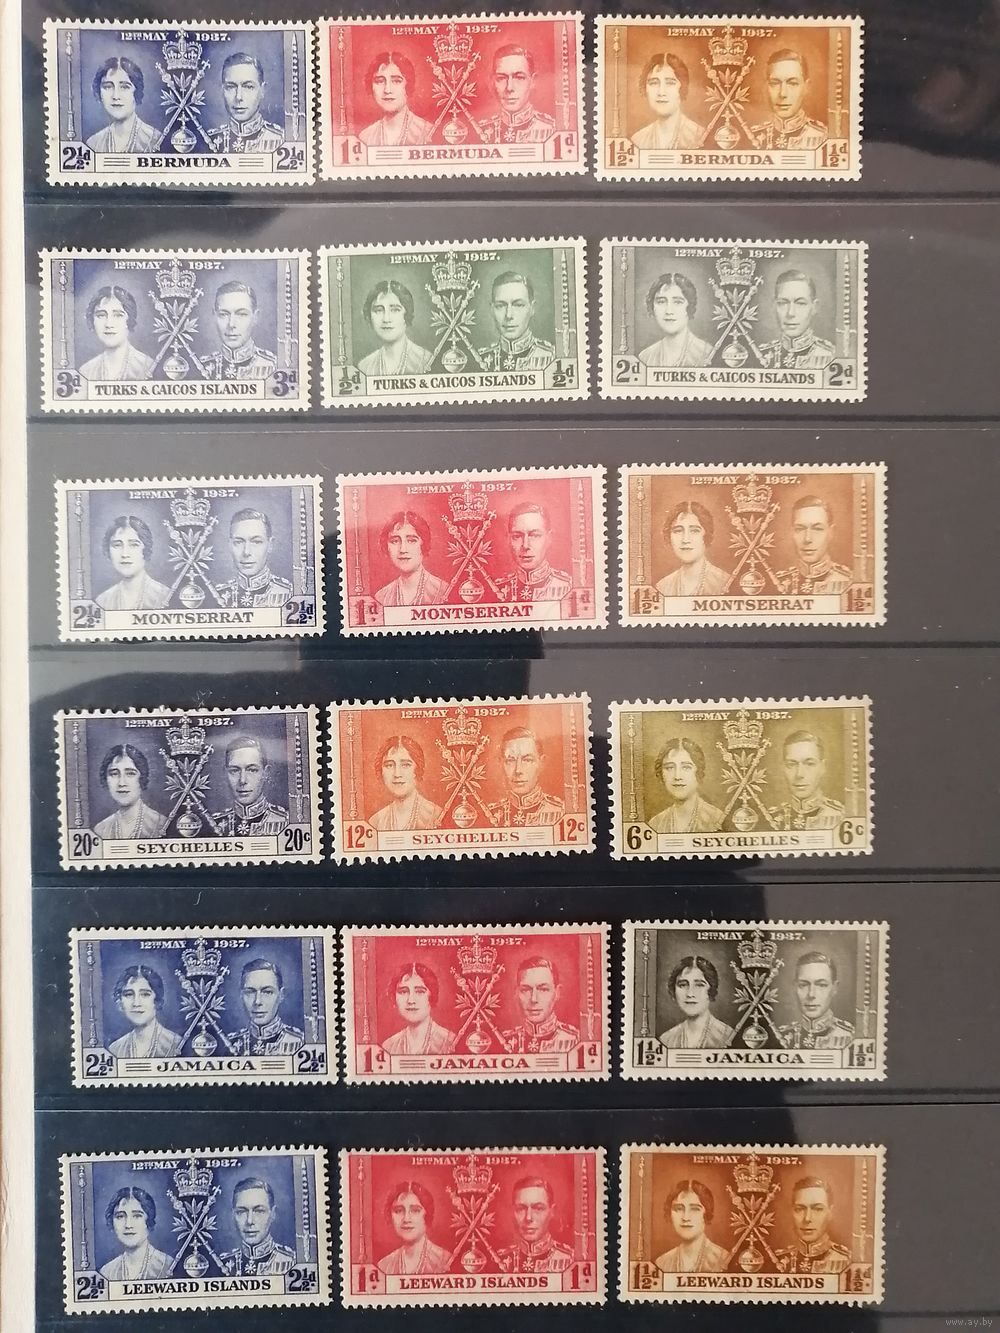 12TH MAY 1937.
2½d BERMUDA 2½d
12TH MAY 1937.
1d BERMUDA 1d
12TH MAY 1937.
1½d BERMUDA 1½d
12TH MAY 1937.
3d TURKS & CAICOS ISLANDS 3d
12TH MAY 1937.
½d TURKS & CAICOS ISLANDS ½d
12TH MAY 1937.
2d TURKS & CAICOS ISLANDS 2d
12TH MAY 1937.
2½d MONTSERRAT 2½d
12TH MAY 1937.
1d MONTSERRAT 1d
12TH MAY 1937.
1½d MONTSERRAT 1½d
12TH MAY 1937.
20c SEYCHELLES 20c
12TH MAY 1937.
12c SEYCHELLES 12c
12TH MAY 1937.
6c SEYCHELLES 6c
12TH MAY 1937.
2½d JAMAICA 2½d
12TH MAY 1937.
1d JAMAICA 1d
12TH MAY 1937.
1½d JAMAICA 1½d
12TH MAY 1937.
2½d LEEWARD ISLANDS 2½d
12TH MAY 1937.
1d LEEWARD ISLANDS 1d
12TH MAY 1937.
1½d LEEWARD ISLANDS 1½d
www.ay.by